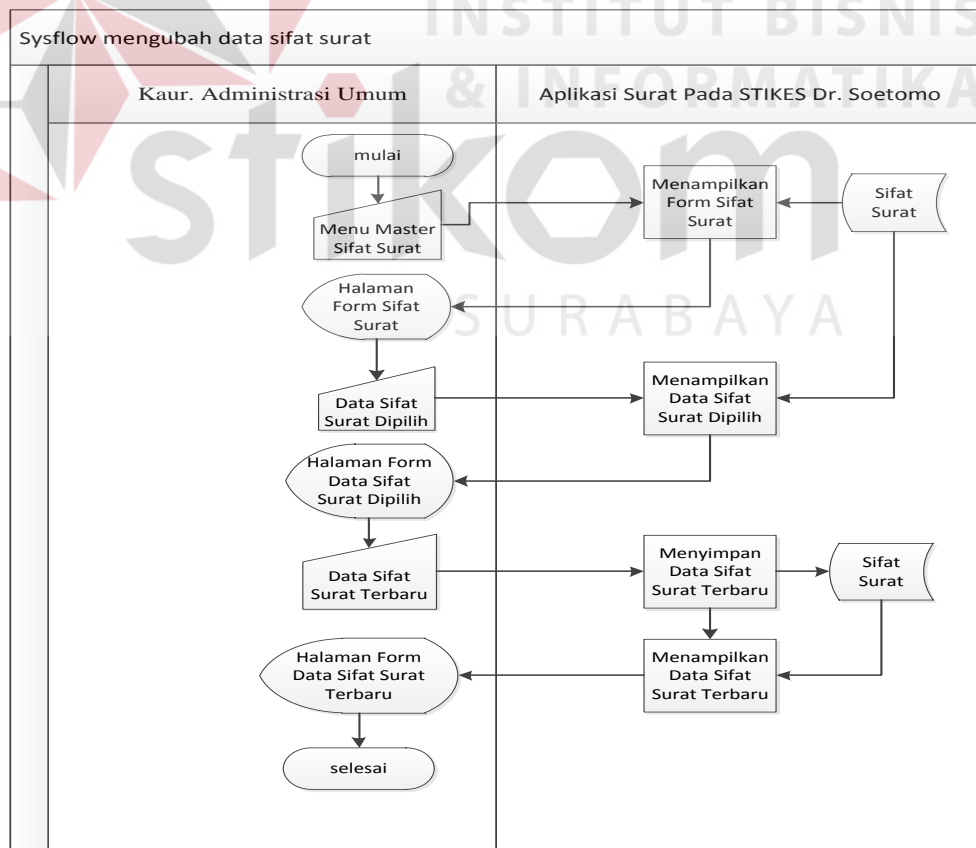 INSTITUT BISNIS
& INFORMATIKA
stikom
SURABAYA
Sysflow mengubah data sifat surat
Kaur. Administrasi Umum
Aplikasi Surat Pada STIKES Dr. Soetomo
mulai
Menu Master
Sifat Surat
Menampilkan
Form Sifat
Surat
Sifat
Surat
Halaman
Form Sifat
Surat
Data Sifat
Surat Dipilih
Menampilkan
Data Sifat
Surat Dipilih
Halaman Form
Data Sifat
Surat Dipilih
Data Sifat
Surat Terbaru
Menyimpan
Data Sifat
Surat Terbaru
Sifat
Surat
Menampilkan
Data Sifat
Surat Terbaru
Halaman Form
Data Sifat Surat
Terbaru
selesai